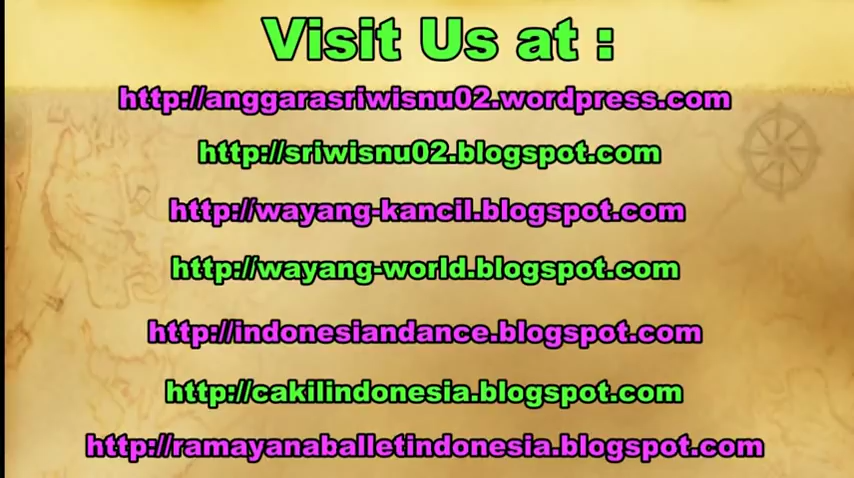 Visit Us at :
http://anggarasriwisnu02.wordpress.com
http://sriwisnu02.blogspot.com
http://wayang-kancil.blogspot.com
http://wayang-world.blogspot.com
http://indonesiandance.blogspot.com
http://cakilindonesia.blogspot.com
http://ramayanaballetindonesia.blogspot.com